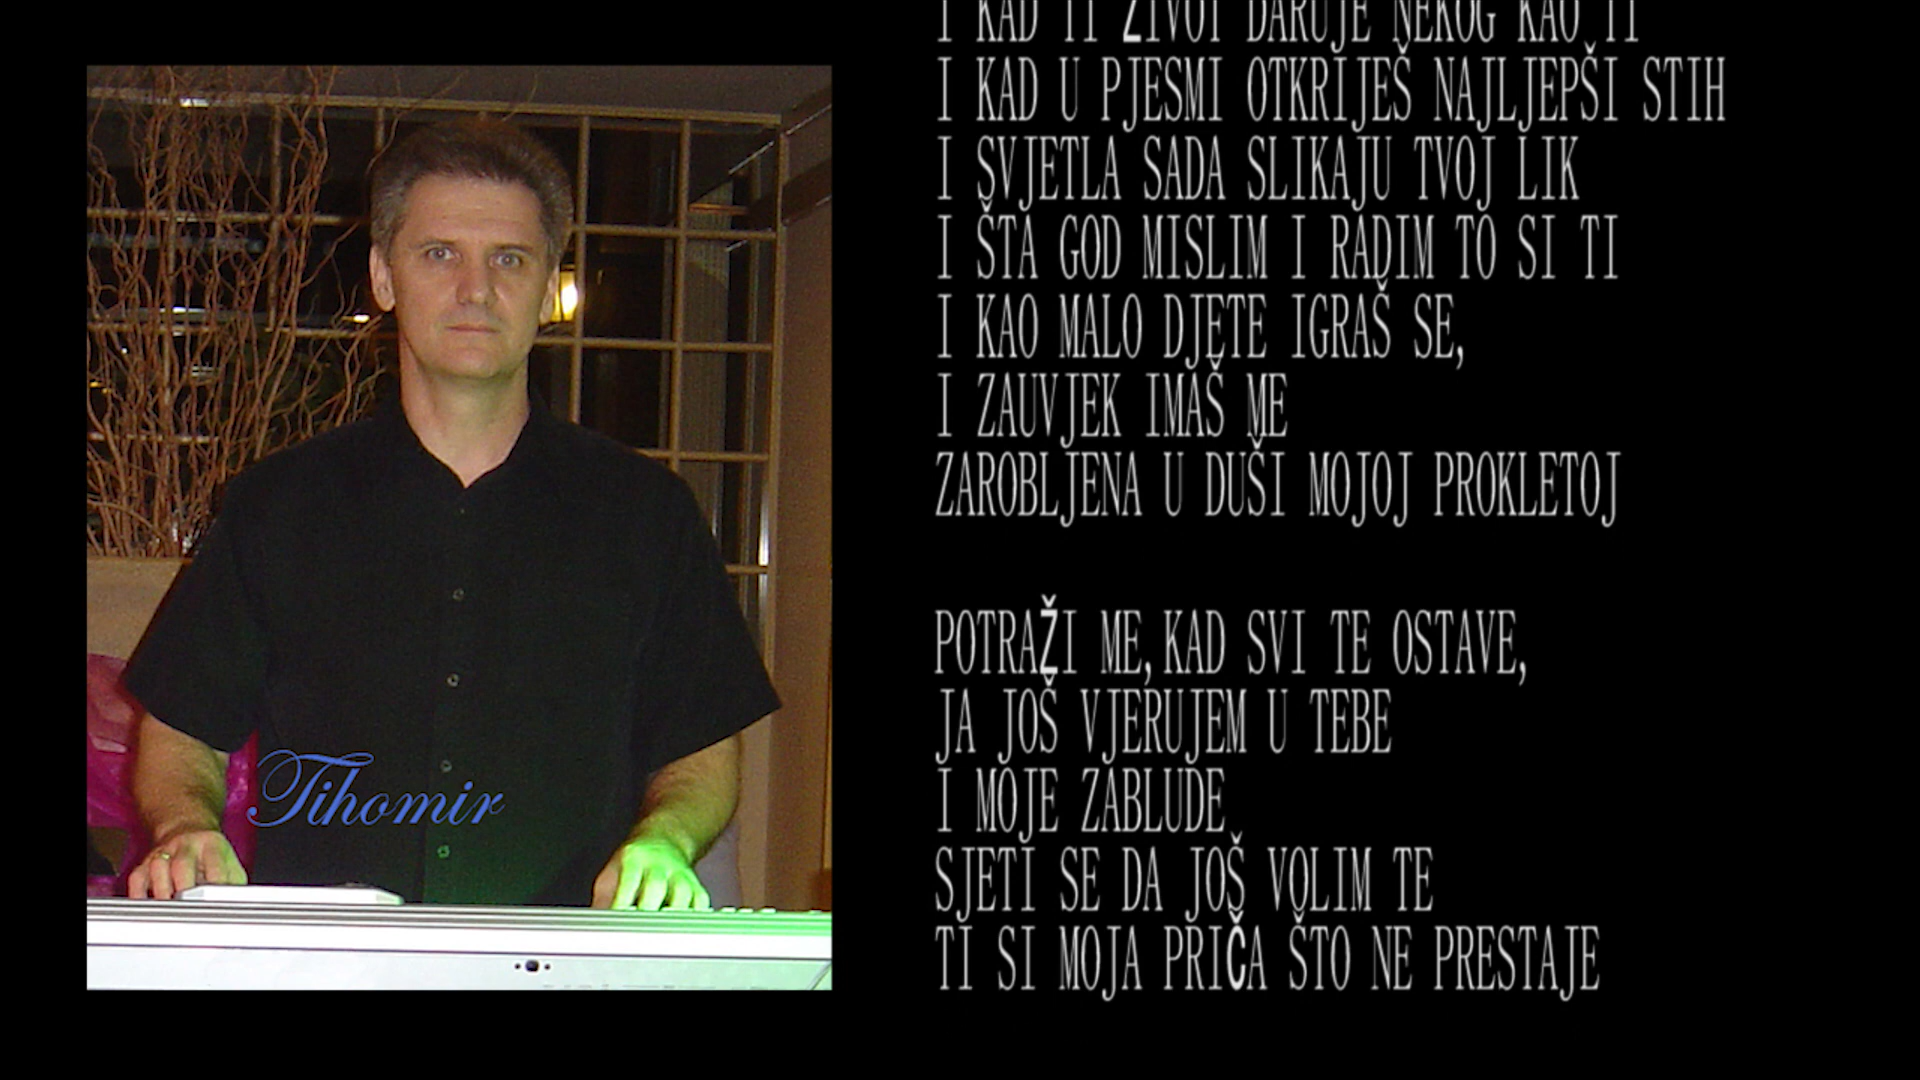 Tihomir
I KAD TI ŽIVOT DARUJE NEKOG KAO TI
I KAD U PJESMI OTKRIJEŠ NAJLJEPŠI STIH
I SVJETLA SADA SLIKAJU TVOJ LIK
I ŠTA GOD MISLIM I RADIM TO SI TI
I KAO MALO DJETE IGRAŠ SE,
I ZAUVJEK IMAŠ ME
ZAROBLJENA U DUŠI MOJOJ PROKLETOJ
POTRAŽI ME,KAD SVI TE OSTAVE,
JA JOŠ VJERUJEM U TEBE
I MOJE ZABLUDE
SJETI SE DA JOŠ VOLIM TE
TI SI MOJA PRIČA ŠTO NE PRESTAJE